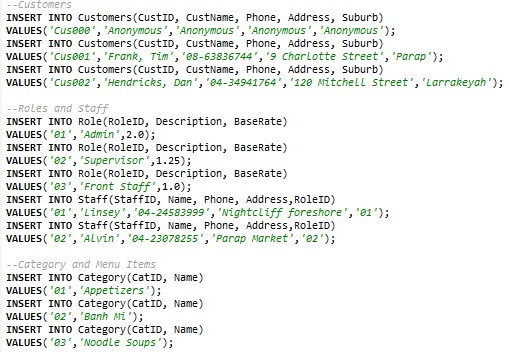 --Customers
INSERT INTO Customers(CustID, CustName, Phone, Address, Suburb)
VALUES('Cus000','Anonymous','Anonymous','Anonymous','Anonymous');
INSERT INTO Customers(CustID, CustName, Phone, Address, Suburb)
VALUES('Cus001','Frank, Tim','08-63836744','9 Charlotte Street','Parap');
INSERT INTO Customers(CustID, CustName, Phone, Address, Suburb)
VALUES('Cus002','Hendricks, Dan','04-34941764','120 Mitchell Street','Larrakeyah');
--Roles and Staff
INSERT INTO Role(RoleID, Description, BaseRate)
VALUES('01','Admin',2.0);
INSERT INTO Role(RoleID, Description, BaseRate)
VALUES('02','Supervisor',1.25);
INSERT INTO Role(RoleID, Description, BaseRate)
VALUES('03','Front Staff',1.0);
INSERT INTO Staff(StaffID, Name, Phone, Address,RoleID)
VALUES('01','Linsey','04-24583999','Nightcliff foreshore','01');
INSERT INTO Staff(StaffID, Name, Phone, Address,RoleID)
VALUES('02','Alvin','04-23078255','Parap Market','02');
--Category and Menu Items
INSERT INTO Category(CatID, Name)
VALUES('01','Appetizers');
INSERT INTO Category(CatID, Name)
VALUES('02','Banh Mi');
INSERT INTO Category(CatID, Name)
VALUES('03','Noodle Soups');